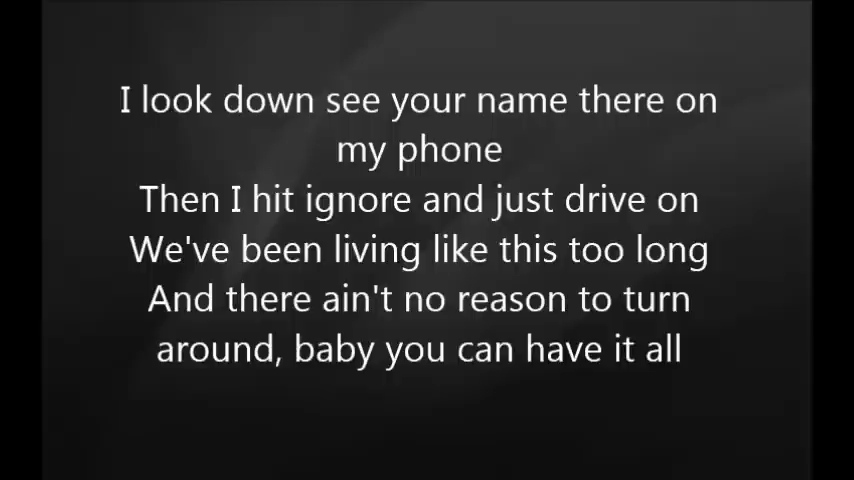 I look down see your name there on
my phone
Then I hit ignore and just drive on
We've been living like this too long
And there ain't no reason to turn
around, baby you can have it all